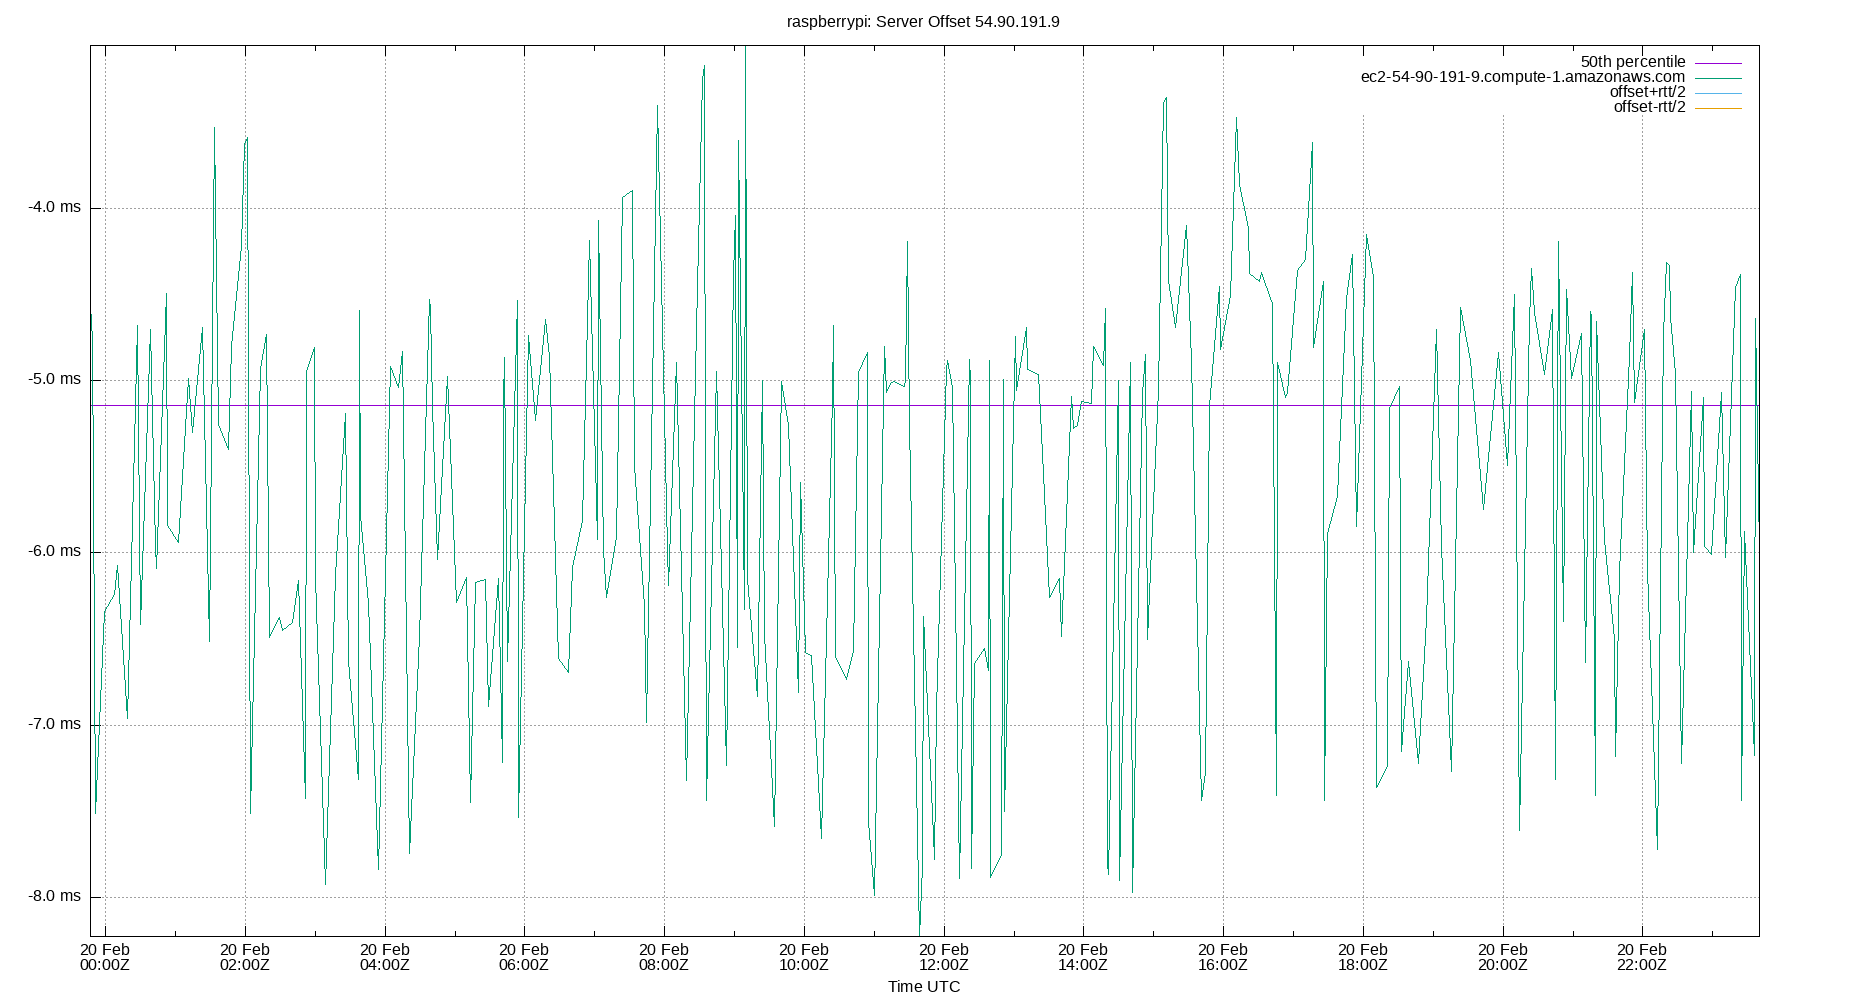 raspberrypi: Server Offset 54.90.191.9
50th percentile
ec2-54-90-191-9.compute-1.amazonaws.com
offset+rtt/2
offset-rtt/2
-4.0 ms
-5.0 ms
-6.0 ms
-7.0 ms
-8.0 ms
20 Feb 20 Feb 20 Feb 20 Feb 20 Feb 20 Feb 20 Feb 20 Feb 20 Feb 20 Feb 20 Feb 20 Feb
00:00Z 02:00Z 04:00Z 06:00Z 08:00Z 10:00Z 12:00Z 14:00Z 16:00Z 18:00Z 20:00Z 22:00Z
Time UTC